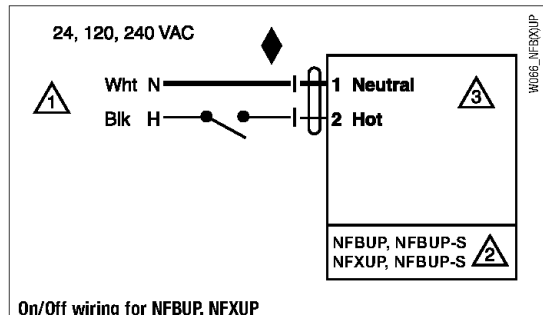 24, 120, 240 VAC
W066_NFB(X)UP
Wht N
1 Neutral
1
3
Blk H
2 Hot
NFBUP, NFBUP-S
NFXUP, NFBUP-S
2
On/Off wiring for NFBUP, NFXUP